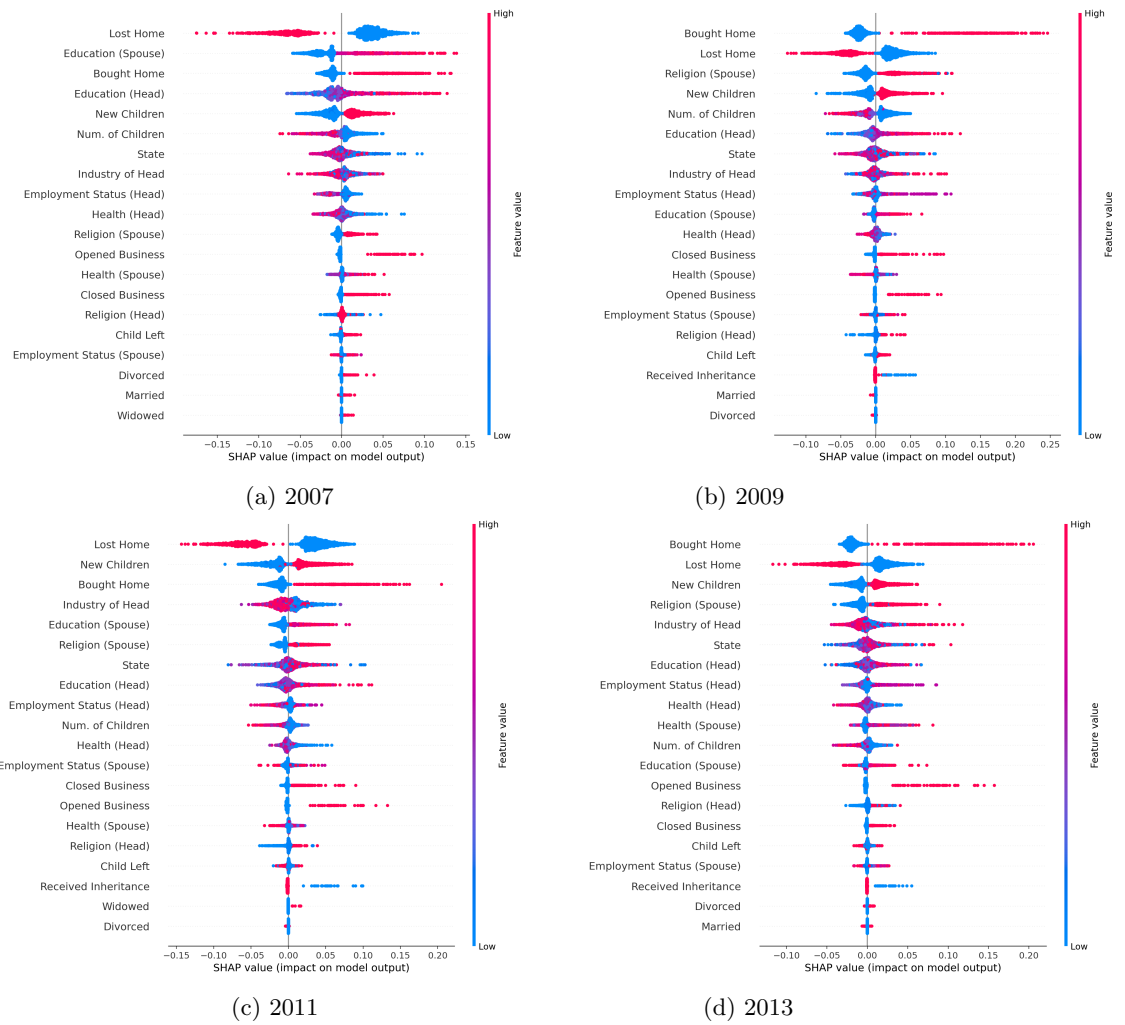 High
Lost Home
Education (Spouse)
Bought Home
Education (Head)
New Children
Num. of Children
State
Industry of Head
Employment Status (Head)
Health (Head)
Religion (Spouse)
Opened Business
Health (Spouse)
Closed Business
Religion (Head)
Child Left
Employment Status (Spouse)
Divorced
Married
Widowed
Low
Feature value
−0.15 −0.10 −0.05 0.00 0.05 0.10 0.15
SHAP value (impact on model output)
(a) 2007
High
Bought Home
Lost Home
Religion (Spouse)
New Children
Num. of Children
Education (Head)
State
Industry of Head
Employment Status (Head)
Education (Spouse)
Health (Head)
Closed Business
Health (Spouse)
Opened Business
Employment Status (Spouse)
Religion (Head)
Child Left
Received Inheritance
Married
Divorced
Low
Feature value
−0.10 −0.05 0.00 0.05 0.10 0.15 0.20 0.25
SHAP value (impact on model output)
(b) 2009
High
Lost Home
New Children
Bought Home
Industry of Head
Education (Spouse)
Religion (Spouse)
State
Education (Head)
Employment Status (Head)
Num. of Children
Health (Head)
Employment Status (Spouse)
Closed Business
Opened Business
Health (Spouse)
Religion (Head)
Child Left
Received Inheritance
Widowed
Divorced
Low
Feature value
−0.15 −0.10 −0.05 0.00 0.05 0.10 0.15 0.20
SHAP value (impact on model output)
(c) 2011
High
Bought Home
Lost Home
New Children
Religion (Spouse)
Industry of Head
State
Education (Head)
Employment Status (Head)
Health (Head)
Health (Spouse)
Num. of Children
Education (Spouse)
Opened Business
Religion (Head)
Closed Business
Child Left
Employment Status (Spouse)
Received Inheritance
Divorced
Married
Low
Feature value
−0.10 −0.05 0.00 0.05 0.10 0.15 0.20
SHAP value (impact on model output)
(d) 2013